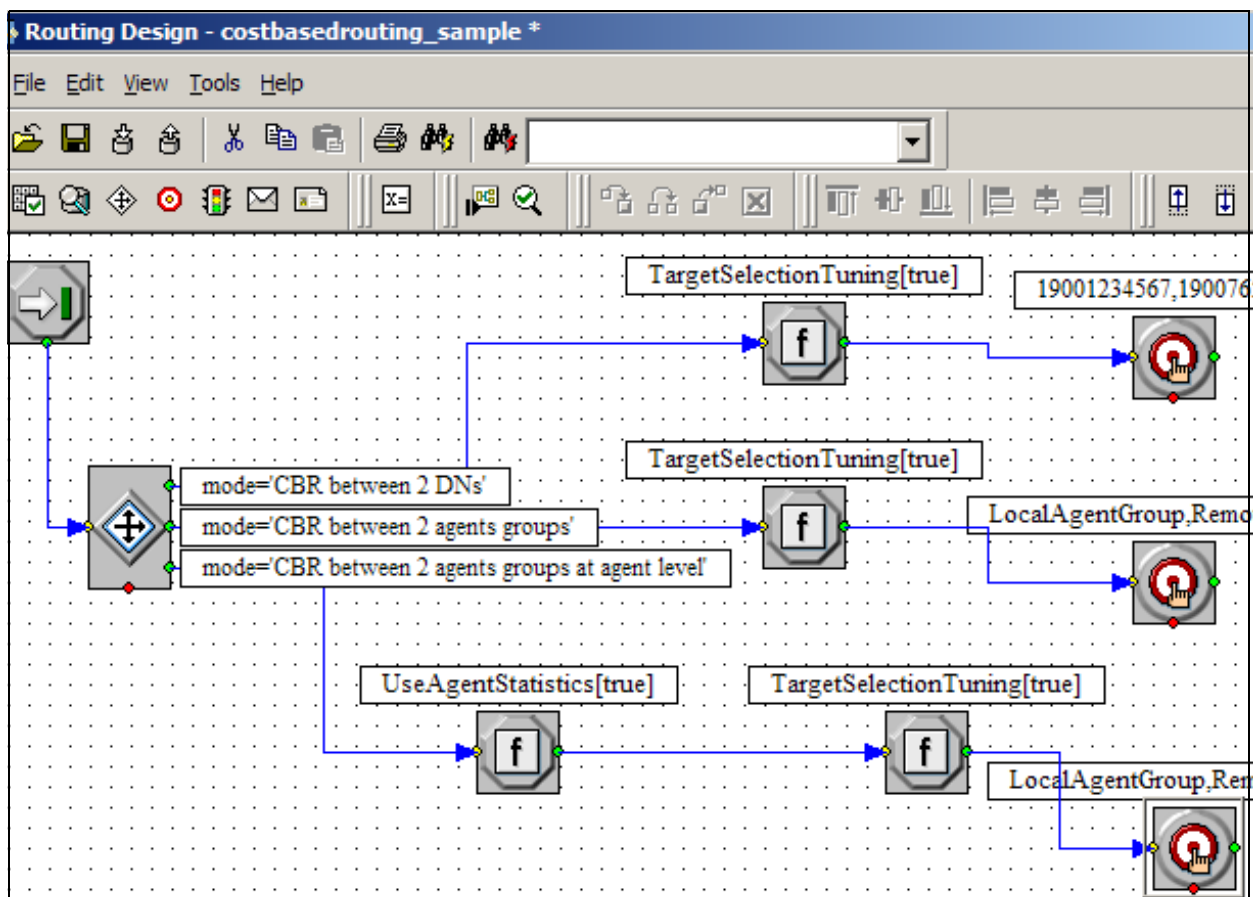 Routing Design - costbasedrouting_sample *
File Edit View Tools Help
x=
TargetSelectionTuning[true]
19001234567,190076
f
TargetSelectionTuning[true]
mode='CBR between 2 DNs'
f
LocalAgentGroup,Remo
mode='CBR between 2 agents groups'
mode='CBR between 2 agents groups at agent level'
UseAgentStatistics[true]
TargetSelectionTuning[true]
f
f
LocalAgentGroup,Rem